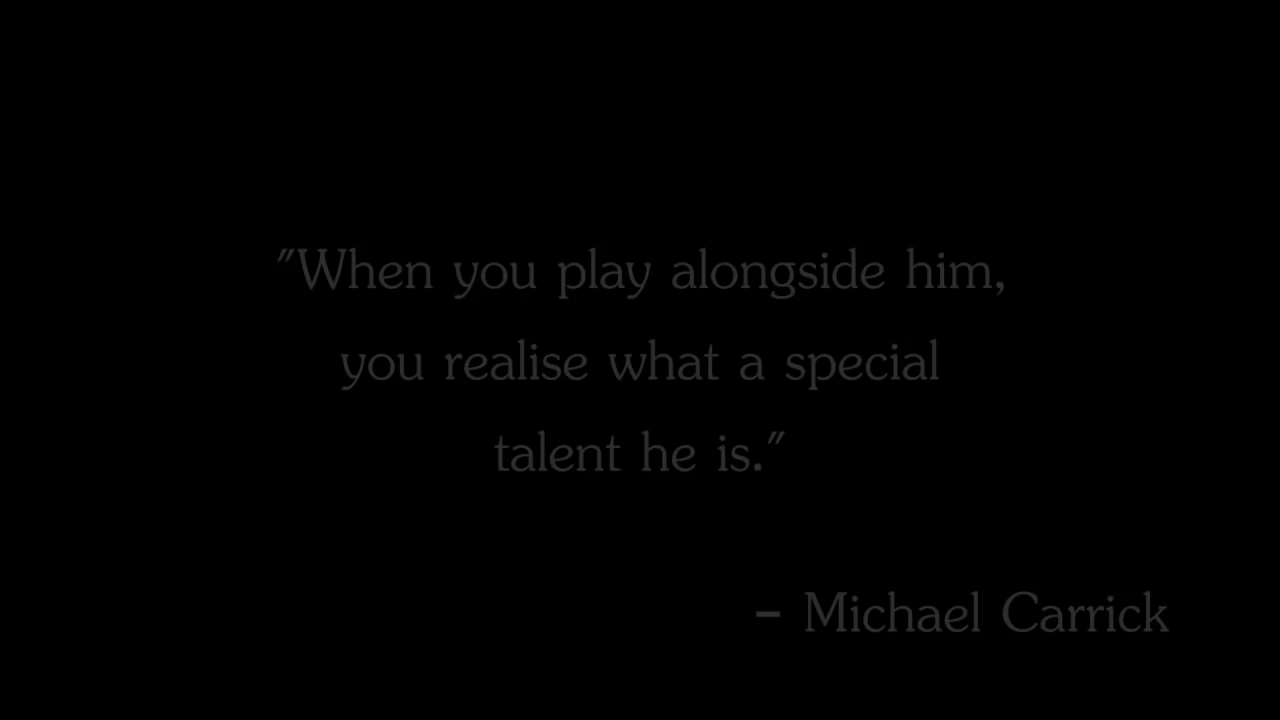 "When you play alongside him,
you realise what a special
talent he is."
– Michael Carrick